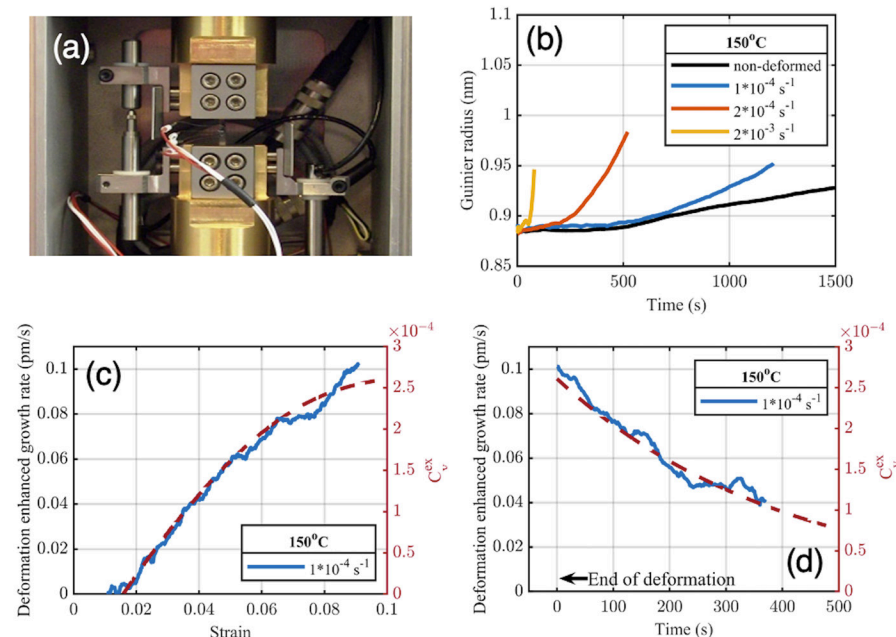 (a)
(b)
Guinier radius (nm)
1.1
1.05
1
0.95
0.9
0.85
150°C
non-deformed
1*10⁻⁴ s⁻¹
2*10⁻⁴ s⁻¹
2*10⁻³ s⁻¹
0
500
1000
1500
Time (s)
(c)
Deformation enhanced growth rate (pm/s)
0.1
0.08
0.06
0.04
0.02
0
×10⁻⁴
3
2.5
2
1.5
1
0.5
0
C_v^ex
150°C
1*10⁻⁴ s⁻¹
0
0.02
0.04
0.06
0.08
0.1
Strain
(d)
Deformation enhanced growth rate (pm/s)
0.1
0.08
0.06
0.04
0.02
0
×10⁻⁴
3
2.5
2
1.5
1
0.5
0
C_v^ex
150°C
1*10⁻⁴ s⁻¹
End of deformation
0
100
200
300
400
500
Time (s)